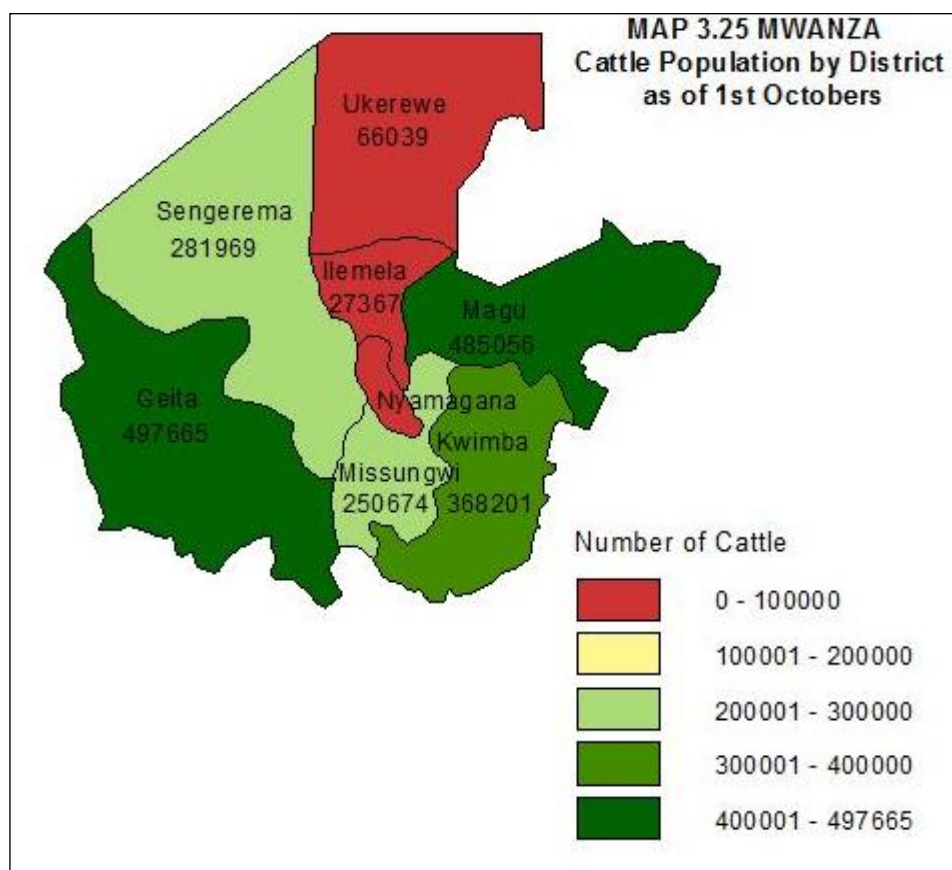 MAP 3.25 MWANZA
Cattle Population by District
as of 1st Octobers
Ukerewe
66039
Sengerema
281969
Ilemela
27367
Magu
485056
Geita
497665
Nyamagana
Kwimba
368201
Missungwi
250674
Number of Cattle
0 - 100000
100001 - 200000
200001 - 300000
300001 - 400000
400001 - 497665